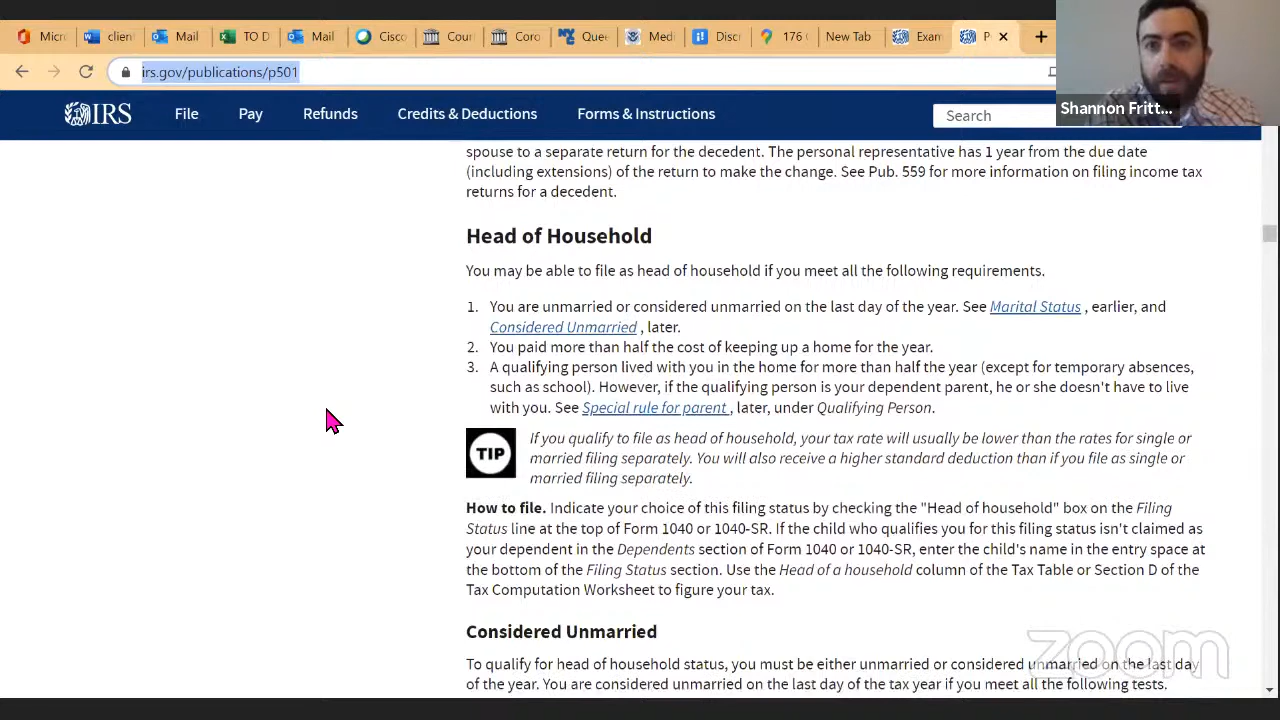 Micr
W clien
Mail
TO D
Mail
Cisco
Cour
Coro
NYC Quee
Medi
Discr
176 (
New Tab
Exam
P
irs.gov/publications/p501
IRS
File
Pay
Refunds
Credits & Deductions
Forms & Instructions
Search
Shannon Fritt...
spouse to a separate return for the decedent. The personal representative has 1 year from the due date
(including extensions) of the return to make the change. See Pub. 559 for more information on filing income tax
returns for a decedent.
Head of Household
You may be able to file as head of household if you meet all the following requirements.
1. You are unmarried or considered unmarried on the last day of the year. See Marital Status , earlier, and
Considered Unmarried , later.
2. You paid more than half the cost of keeping up a home for the year.
3. A qualifying person lived with you in the home for more than half the year (except for temporary absences,
such as school). However, if the qualifying person is your dependent parent, he or she doesn't have to live
with you. See Special rule for parent , later, under Qualifying Person.
TIP
If you qualify to file as head of household, your tax rate will usually be lower than the rates for single or
married filing separately. You will also receive a higher standard deduction than if you file as single or
married filing separately.
How to file. Indicate your choice of this filing status by checking the "Head of household" box on the Filing
Status line at the top of Form 1040 or 1040-SR. If the child who qualifies you for this filing status isn't claimed as
your dependent in the Dependents section of Form 1040 or 1040-SR, enter the child's name in the entry space at
the bottom of the Filing Status section. Use the Head of a household column of the Tax Table or Section D of the
Tax Computation Worksheet to figure your tax.
Considered Unmarried
To qualify for head of household status, you must be either unmarried or considered unmarried on the last day
of the year. You are considered unmarried on the last day of the tax year if you meet all the following tests.
zoom